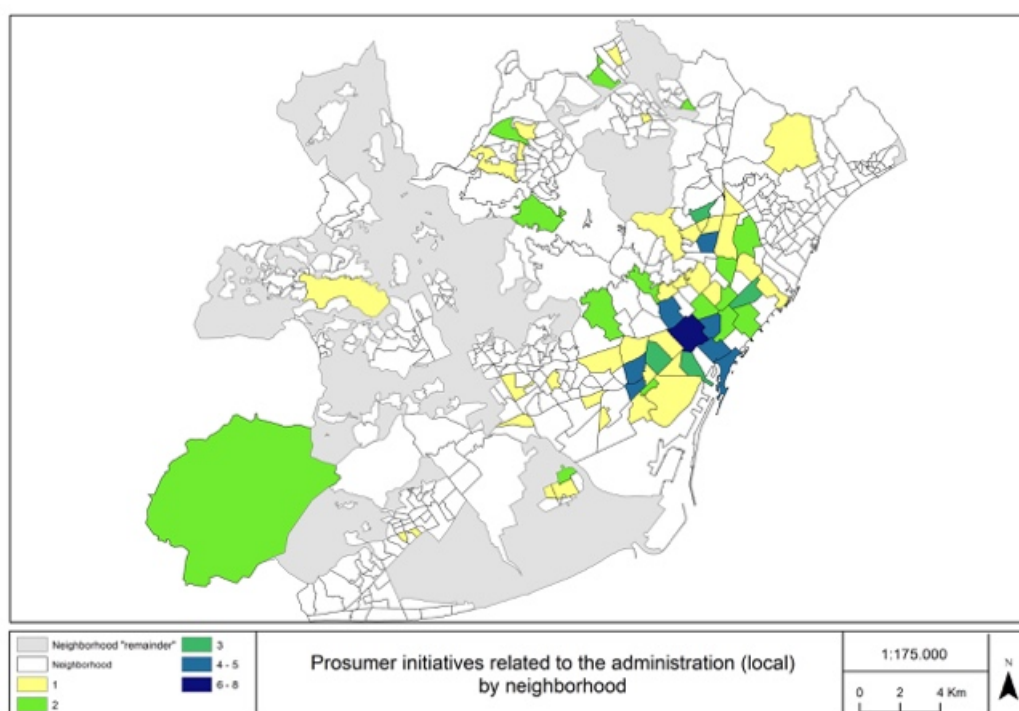 Neighborhood "remainder"
Neighborhood
1
2
3
4 - 5
6 - 8
Prosumer initiatives related to the administration (local)
by neighborhood
1:175.000
0 2 4 Km
N